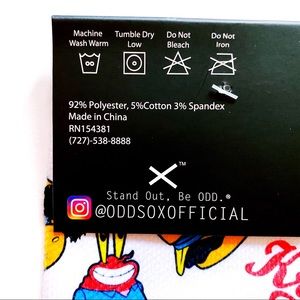 Machine Wash Warm
Tumble Dry Low
Do Not Bleach
Do Not Iron
92% Polyester, 5%Cotton 3% Spandex
Made in China
RN154381
(727)-538-8888
X™
Stand Out. Be ODD.®
@ODDSOXOFFICIAL